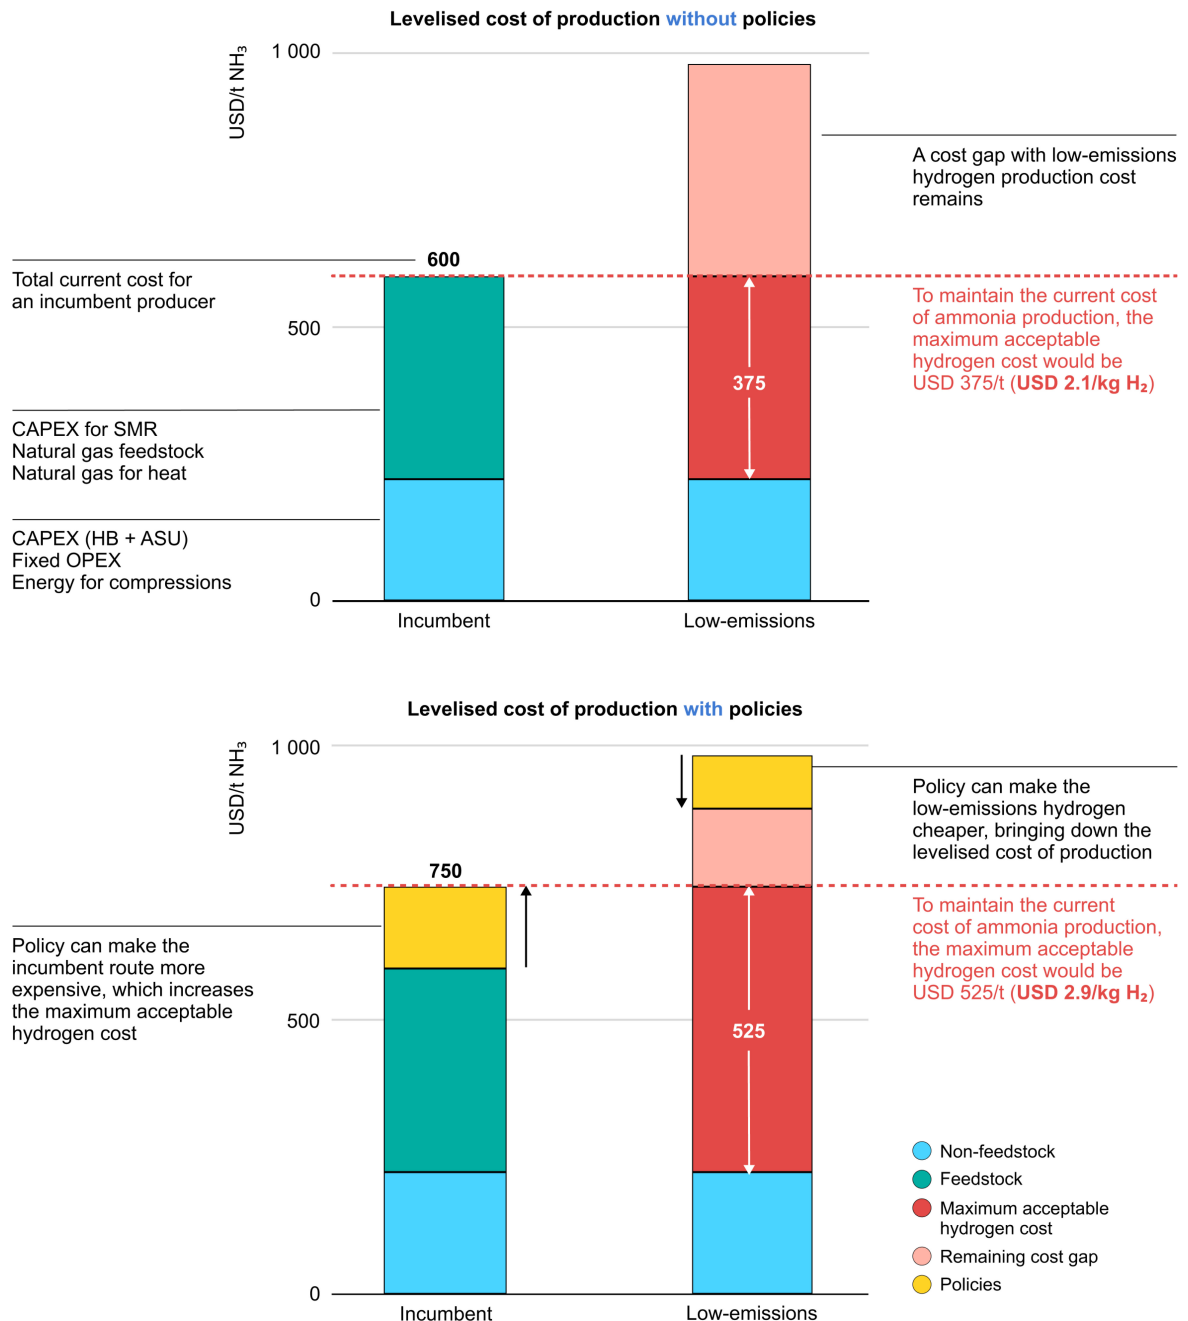 Levelised cost of production without policies
USD/t NH₃
1 000
500
0
600
375
Total current cost for
an incumbent producer
CAPEX for SMR
Natural gas feedstock
Natural gas for heat
CAPEX (HB + ASU)
Fixed OPEX
Energy for compressions
A cost gap with low-emissions
hydrogen production cost
remains
To maintain the current cost
of ammonia production, the
maximum acceptable
hydrogen cost would be
USD 375/t (USD 2.1/kg H₂)
Incumbent
Low-emissions
Levelised cost of production with policies
USD/t NH₃
1 000
500
0
750
525
Policy can make the
incumbent route more
expensive, which increases
the maximum acceptable
hydrogen cost
Policy can make the
low-emissions hydrogen
cheaper, bringing down the
levelised cost of production
To maintain the current
cost of ammonia production,
the maximum acceptable
hydrogen cost would be
USD 525/t (USD 2.9/kg H₂)
Non-feedstock
Feedstock
Maximum acceptable
hydrogen cost
Remaining cost gap
Policies
Incumbent
Low-emissions